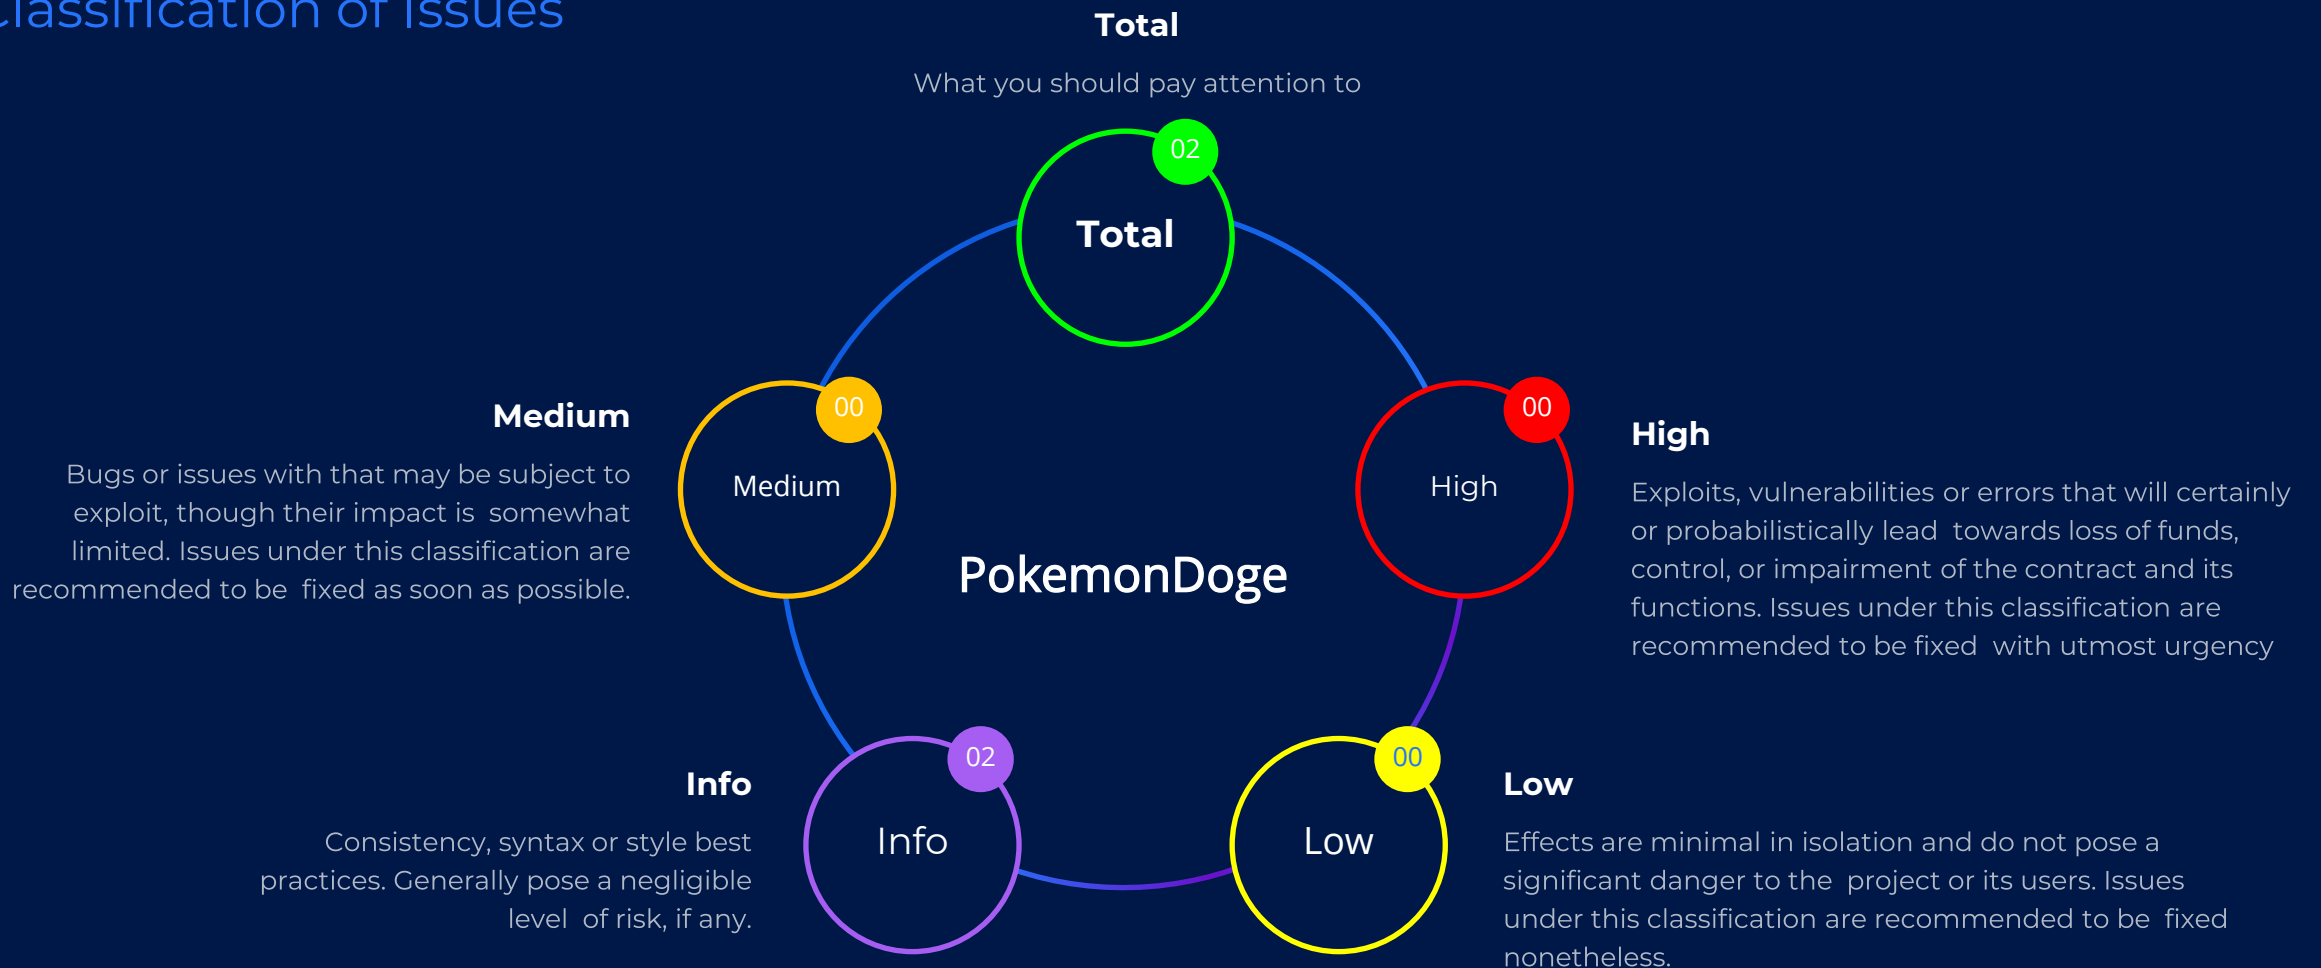 Classification of Issues
Total
What you should pay attention to
02
Total
Medium
Bugs or issues with that may be subject to
exploit, though their impact is somewhat
limited. Issues under this classification are
recommended to be fixed as soon as possible.
00
Medium
00
High
High
Exploits, vulnerabilities or errors that will certainly
or probabilistically lead towards loss of funds,
control, or impairment of the contract and its
functions. Issues under this classification are
recommended to be fixed with utmost urgency
PokemonDoge
Info
Consistency, syntax or style best
practices. Generally pose a negligible
level of risk, if any.
02
Info
00
Low
Low
Effects are minimal in isolation and do not pose a
significant danger to the project or its users. Issues
under this classification are recommended to be fixed
nonetheless.